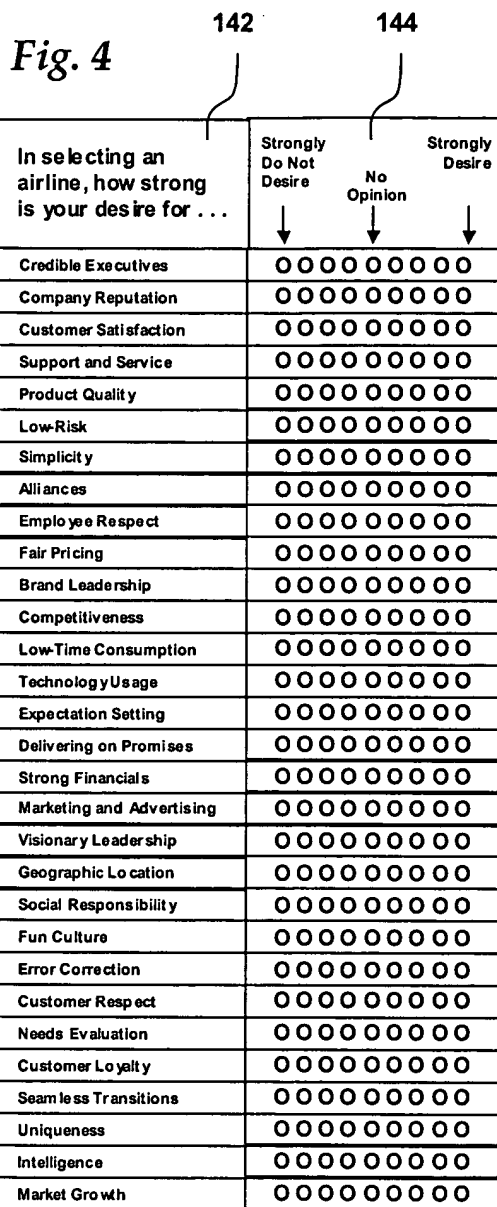 142 144
Fig. 4
In selecting an
airline, how strong
is your desire for . . .
Strongly
Do Not
Desire
No
Opinion
Strongly
Desire
Credible Executives O O O O O O O O O
Company Reputation O O O O O O O O O
Customer Satisfaction O O O O O O O O O
Support and Service O O O O O O O O O
Product Quality O O O O O O O O O
Low-Risk O O O O O O O O O
Simplicity O O O O O O O O O
Alliances O O O O O O O O O
Employee Respect O O O O O O O O O
Fair Pricing O O O O O O O O O
Brand Leadership O O O O O O O O O
Competitiveness O O O O O O O O O
Low-Time Consumption O O O O O O O O O
Technology Usage O O O O O O O O O
Expectation Setting O O O O O O O O O
Delivering on Promises O O O O O O O O O
Strong Financials O O O O O O O O O
Marketing and Advertising O O O O O O O O O
Visionary Leadership O O O O O O O O O
Geographic Location O O O O O O O O O
Social Responsibility O O O O O O O O O
Fun Culture O O O O O O O O O
Error Correction O O O O O O O O O
Customer Respect O O O O O O O O O
Needs Evaluation O O O O O O O O O
Customer Loyalty O O O O O O O O O
Seamless Transitions O O O O O O O O O
Uniqueness O O O O O O O O O
Intelligence O O O O O O O O O
Market Growth O O O O O O O O O